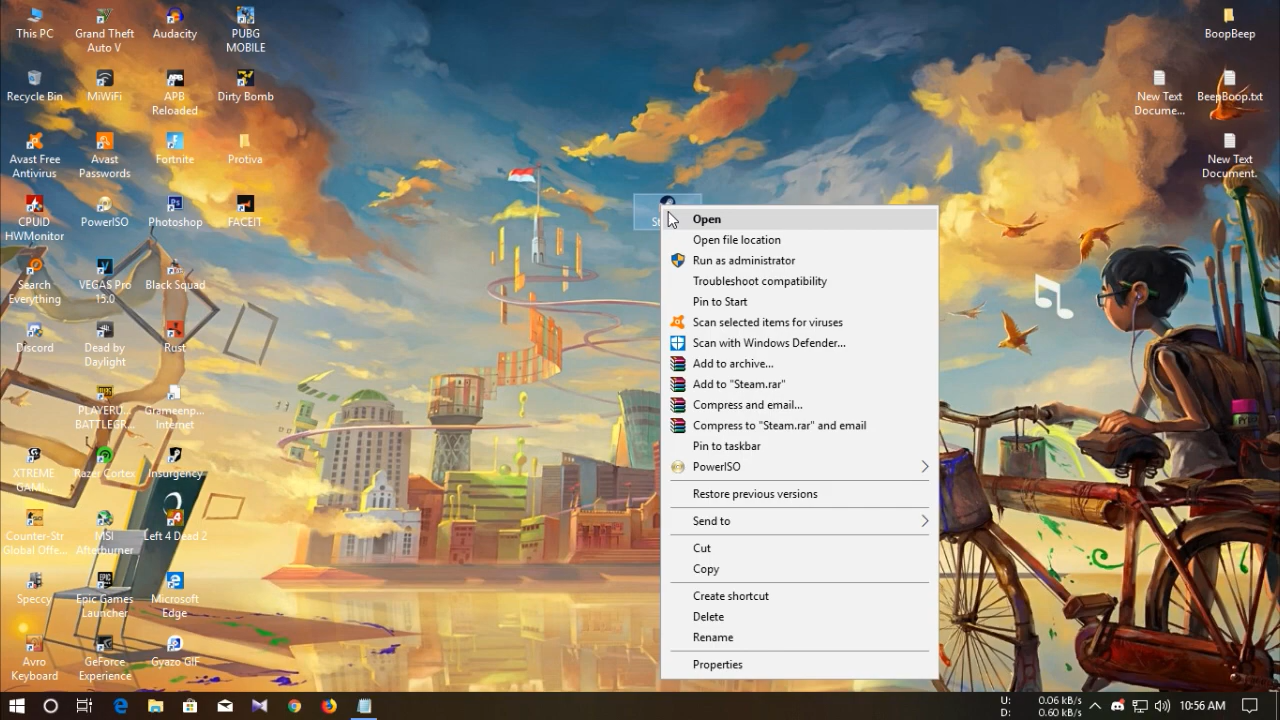 This PC
Grand Theft
Auto V
Audacity
PUBG
MOBILE
Recycle Bin
MiWiFi
APB
Reloaded
Dirty Bomb
Avast Free
Antivirus
Avast
Passwords
Fortnite
Protiva
CPUID
HWMonitor
PowerISO
Photoshop
FACEIT
Search
Everything
VEGAS Pro
15.0
Black Squad
Discord
Dead by
Daylight
Rust
PLAYERU...
BATTLEGR...
Grameenp...
Internet
XTREME
GAMI...
Razer Cortex
Insurgency
Counter-Str
Global Offe...
MSI
Afterburner
Left 4 Dead 2
Speccy
Epic Games
Launcher
Microsoft
Edge
Avro
Keyboard
GeForce
Experience
Gyazo GIF
BoopBeep
New Text
Docume...
BeepBoop.txt
New Text
Document.
Open
Open file location
Run as administrator
Troubleshoot compatibility
Pin to Start
Scan selected items for viruses
Scan with Windows Defender...
Add to archive...
Add to "Steam.rar"
Compress and email...
Compress to "Steam.rar" and email
Pin to taskbar
PowerISO
Restore previous versions
Send to
Cut
Copy
Create shortcut
Delete
Rename
Properties
U: 0.06 kB/s
D: 0.60 kB/s
10:56 AM